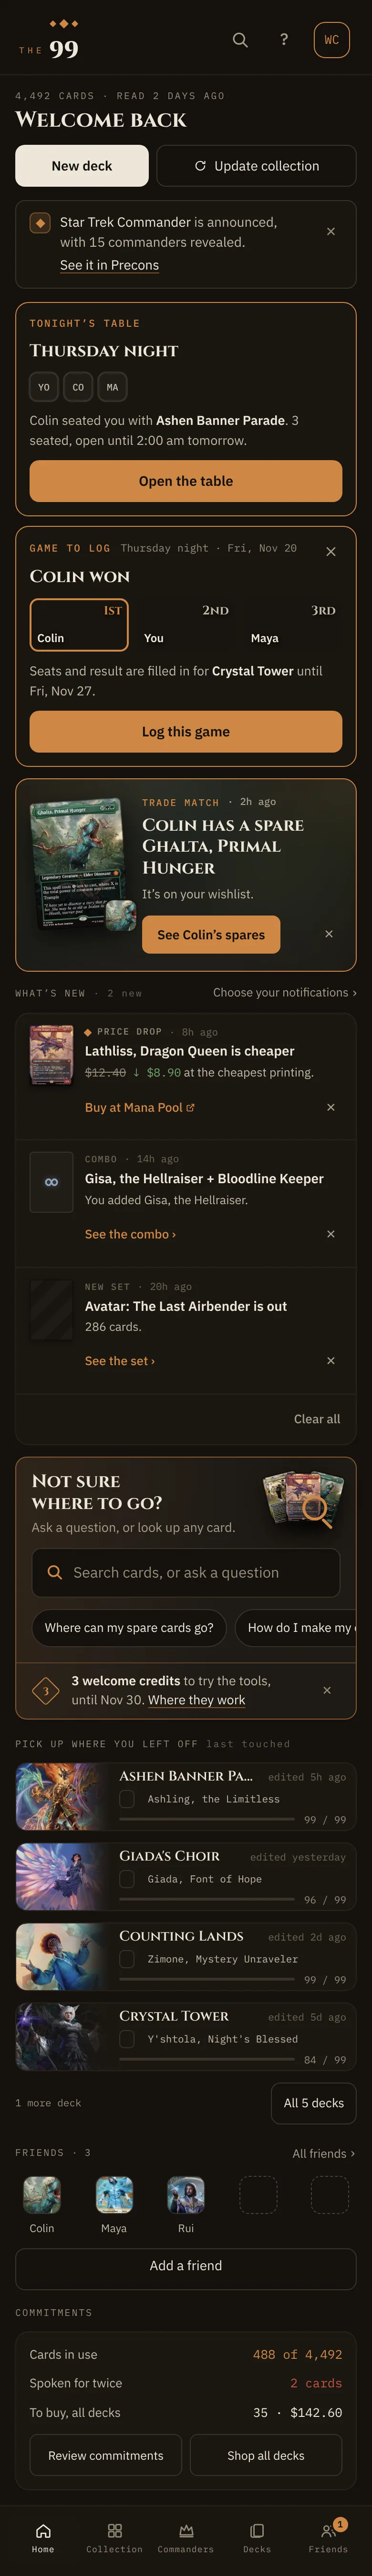 THE 99
?
WC
4,492 CARDS · READ 2 DAYS AGO
WELCOME BACK
New deck
Update collection
Star Trek Commander is announced,
with 15 commanders revealed.
See it in Precons
TONIGHT'S TABLE
THURSDAY NIGHT
YO CO MA
Colin seated you with Ashen Banner Parade. 3
seated, open until 2:00 am tomorrow.
Open the table
GAME TO LOG Thursday night · Fri, Nov 20
COLIN WON
1ST 2ND 3RD
Colin You Maya
Seats and result are filled in for Crystal Tower until
Fri, Nov 27.
Log this game
Ghalta, Primal Hunger
TRADE MATCH · 2h ago
COLIN HAS A SPARE
GHALTA, PRIMAL
HUNGER
It's on your wishlist.
See Colin's spares
WHAT'S NEW · 2 new
Choose your notifications ›
PRICE DROP · 8h ago
Lathliss, Dragon Queen is cheaper
$12.40 ↓ $8.90 at the cheapest printing.
Buy at Mana Pool
COMBO · 14h ago
Gisa, the Hellraiser + Bloodline Keeper
You added Gisa, the Hellraiser.
See the combo ›
NEW SET · 20h ago
Avatar: The Last Airbender is out
286 cards.
See the set ›
Clear all
NOT SURE
WHERE TO GO?
Ask a question, or look up any card.
Search cards, or ask a question
Where can my spare cards go?
How do I make my
3
3 welcome credits to try the tools,
until Nov 30. Where they work
PICK UP WHERE YOU LEFT OFF last touched
ASHEN BANNER PA… edited 5h ago
Ashling, the Limitless
99 / 99
GIADA'S CHOIR edited yesterday
Giada, Font of Hope
96 / 99
COUNTING LANDS edited 2d ago
Zimone, Mystery Unraveler
99 / 99
CRYSTAL TOWER edited 5d ago
Y'shtola, Night's Blessed
84 / 99
1 more deck
All 5 decks
FRIENDS · 3
All friends ›
Colin Maya Rui
Add a friend
COMMITMENTS
Cards in use 488 of 4,492
Spoken for twice 2 cards
To buy, all decks 35 · $142.60
Review commitments
Shop all decks
1
Home Collection Commanders Decks Friends